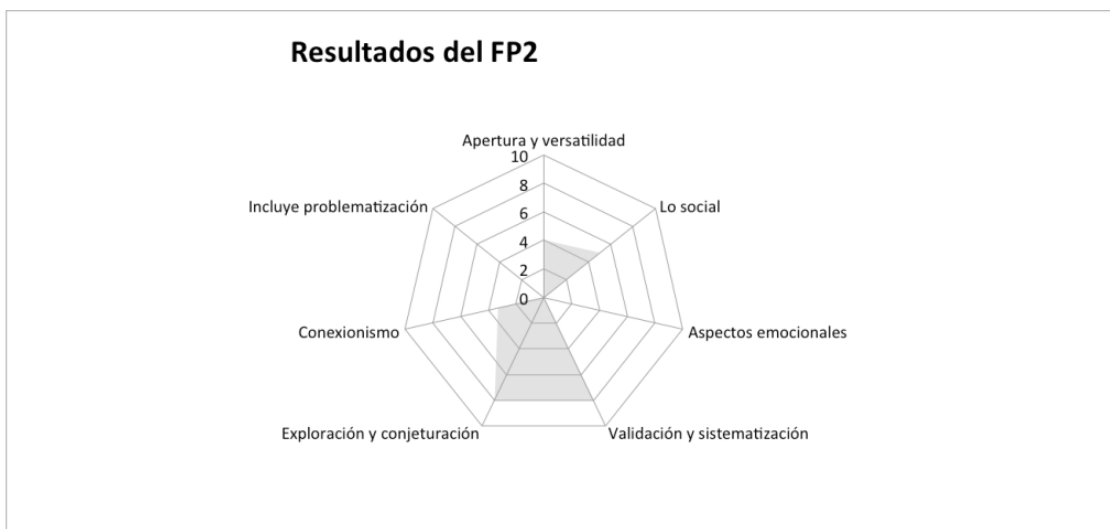 Resultados del FP2
Apertura y versatilidad
10
8
6
4
2
0
Incluye problematización
Lo social
Conexionismo
Aspectos emocionales
Exploración y conjeturación
Validación y sistematización